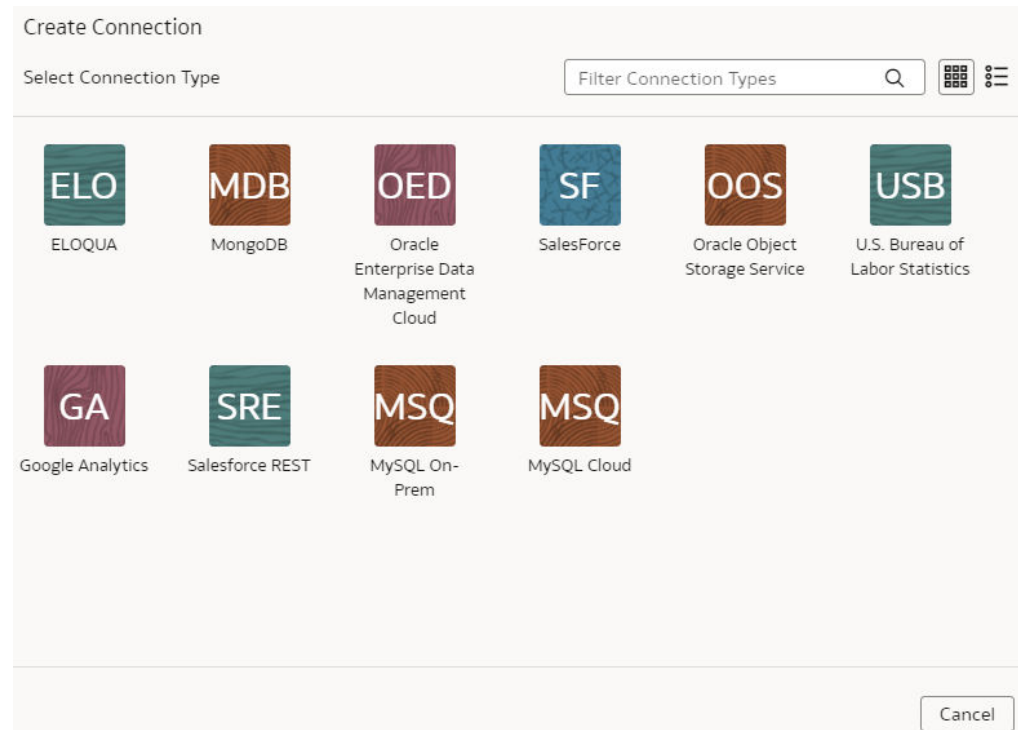 Create Connection
Select Connection Type
Filter Connection Types
ELO
MDB
OED
SF
OOS
USB
ELOQUA
MongoDB
Oracle
Enterprise Data
Management
Cloud
SalesForce
Oracle Object
Storage Service
U.S. Bureau of
Labor Statistics
GA
SRE
MSQ
MSQ
Google Analytics
Salesforce REST
MySQL On-
Prem
MySQL Cloud
Cancel